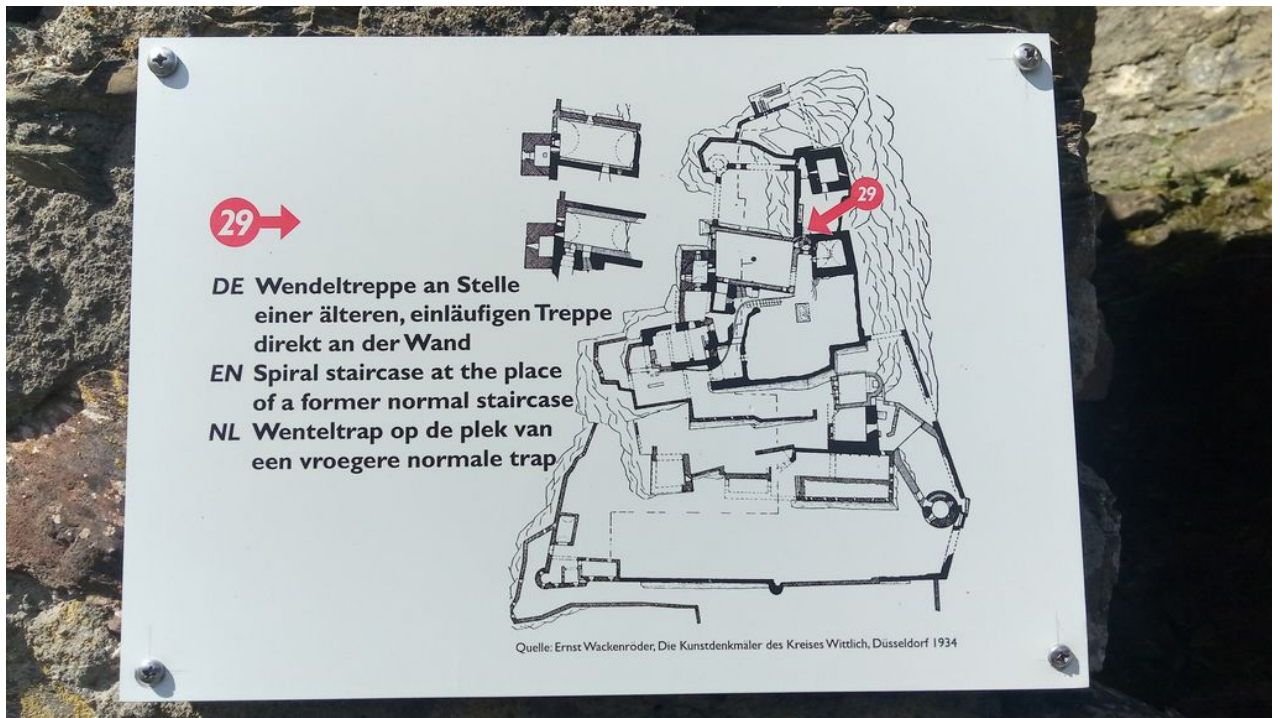 29
29
DE Wendeltreppe an Stelle
einer älteren, einläufigen Treppe
direkt an der Wand
EN Spiral staircase at the place
of a former normal staircase
NL Wenteltrap op de plek van
een vroegere normale trap
Quelle: Ernst Wackenröder, Die Kunstdenkmäler des Kreises Wittlich, Düsseldorf 1934